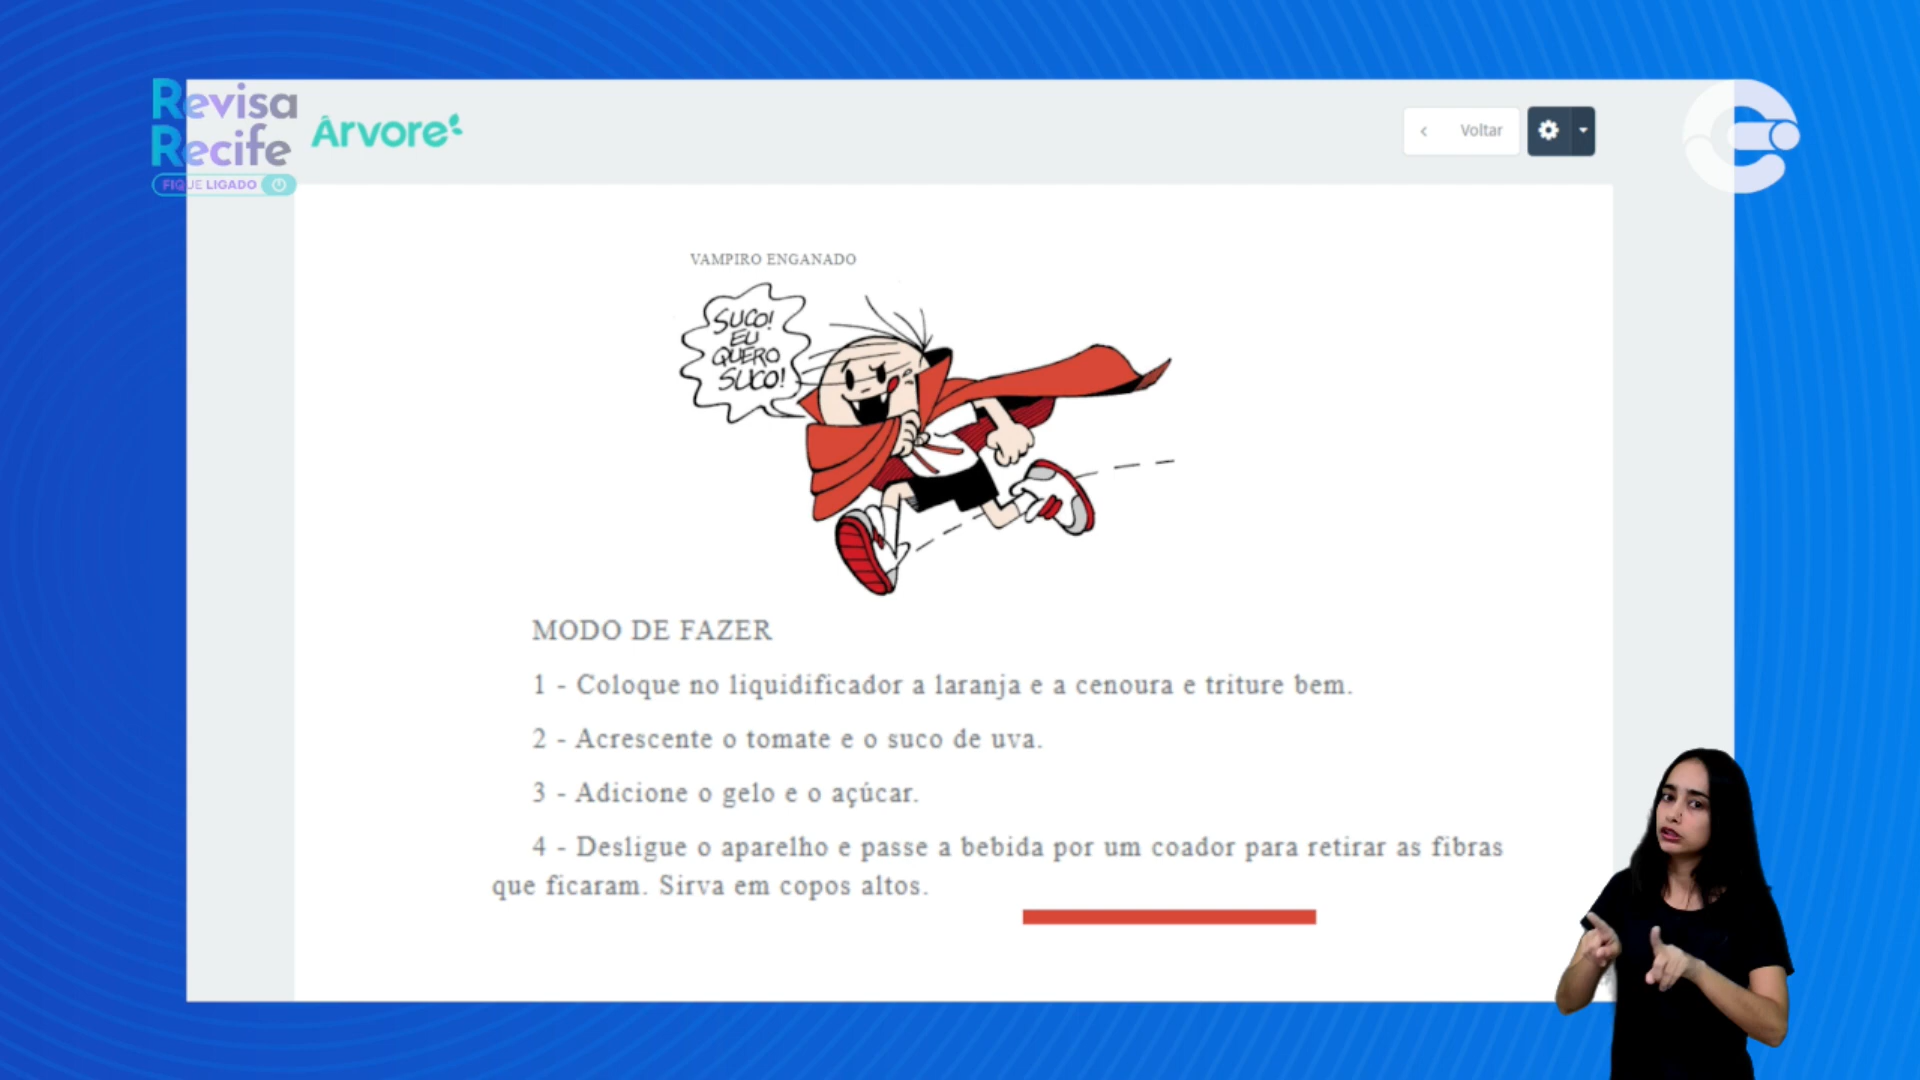 Revisa
Recife
FIQUE LIGADO
Árvore
Voltar
VAMPIRO ENGANADO
SUCO!
EU
QUERO
SUCO!
MODO DE FAZER
1 - Coloque no liquidificador a laranja e a cenoura e triture bem.
2 - Acrescente o tomate e o suco de uva.
3 - Adicione o gelo e o açúcar.
4 - Desligue o aparelho e passe a bebida por um coador para retirar as fibras
que ficaram. Sirva em copos altos.